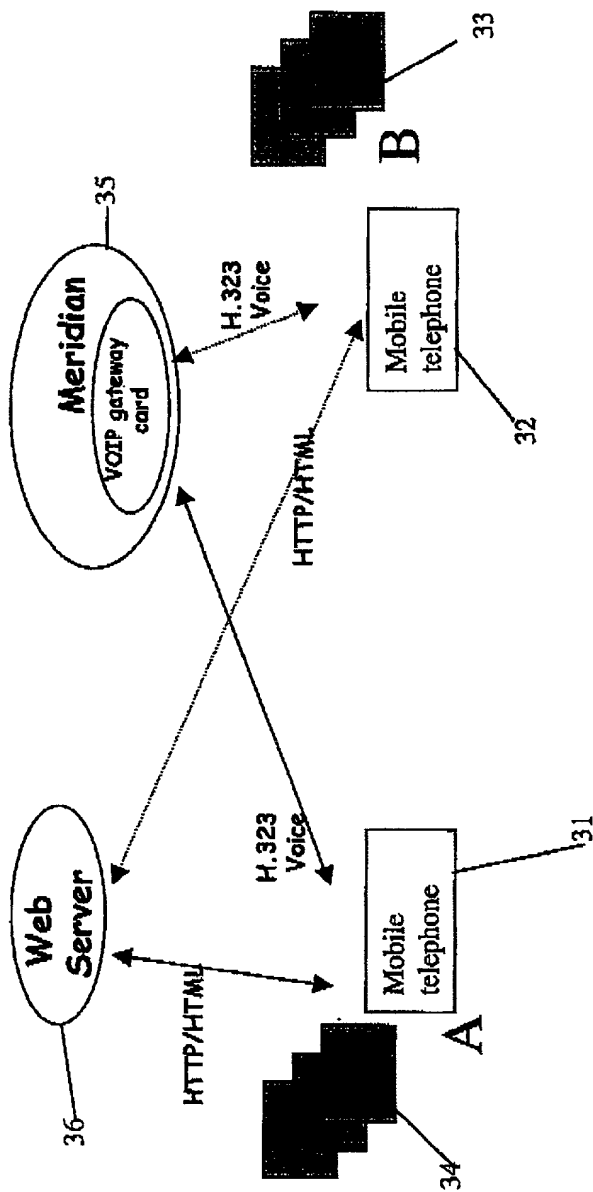 36
Web
Server
Meridian
VOIP gateway
card
35
HTTP/HTML
H.323
Voice
HTTP/HTML
H.323
Voice
34
A
Mobile
telephone
31
Mobile
telephone
32
B
33